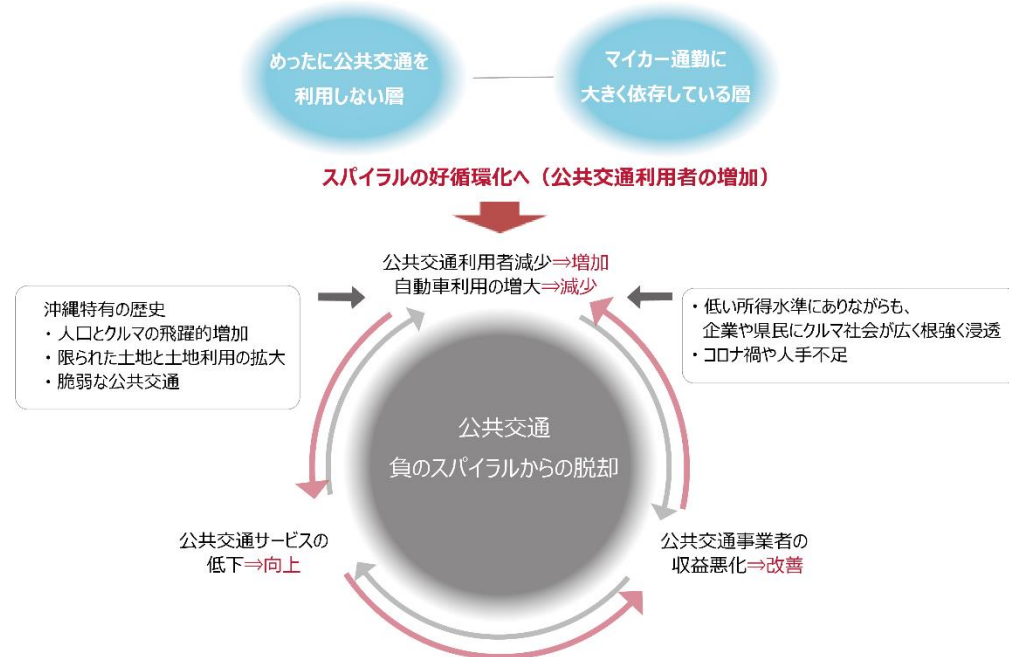 めったに公共交通を
利用しない層
マイカー通勤に
大きく依存している層
スパイラルの好循環化へ（公共交通利用者の増加）
公共交通利用者減少⇒増加
自動車利用の増大⇒減少
沖縄特有の歴史
・人口とクルマの飛躍的増加
・限られた土地と土地利用の拡大
・脆弱な公共交通
・低い所得水準にありながらも、
企業や県民にクルマ社会が広く根強く浸透
・コロナ禍や人手不足
公共交通
負のスパイラルからの脱却
公共交通サービスの
低下⇒向上
公共交通事業者の
収益悪化⇒改善